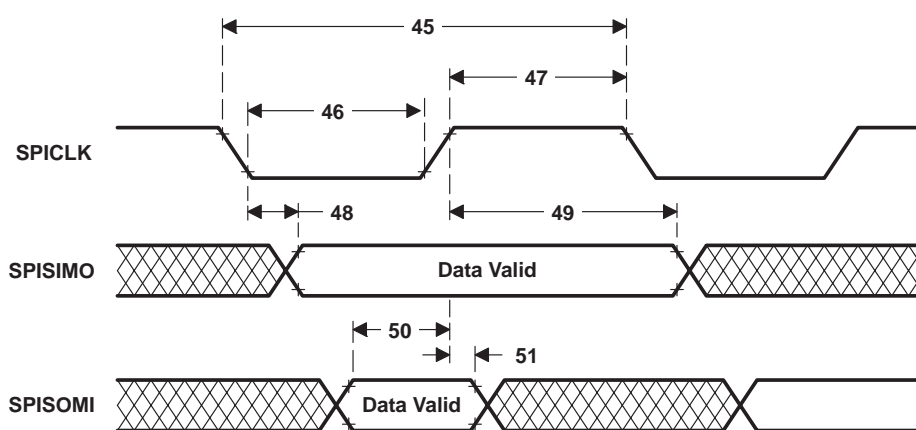 45
46
47
SPICLK
48
49
SPISIMO
Data Valid
50
51
SPISOMI
Data Valid